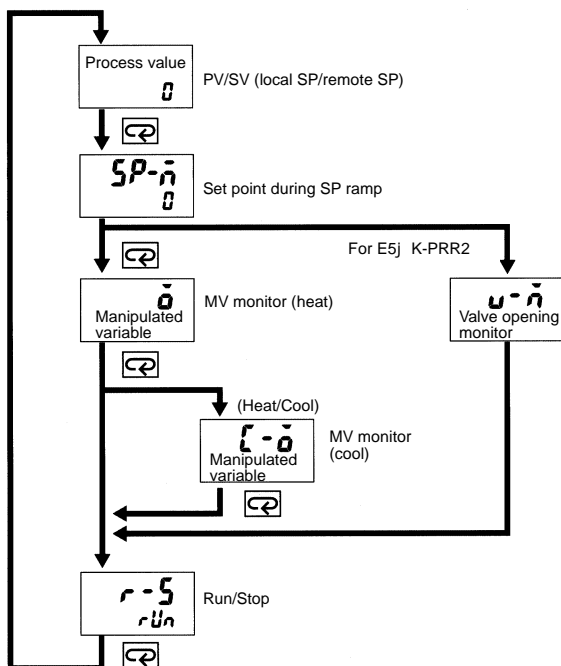 Process value
0
PV/SV (local SP/remote SP)
SP-m
0
Set point during SP ramp
For E5j K-PRR2
o
Manipulated
variable
MV monitor (heat)
v-m
Valve opening
monitor
(Heat/Cool)
C-o
Manipulated
variable
MV monitor
(cool)
r-S
rUn
Run/Stop